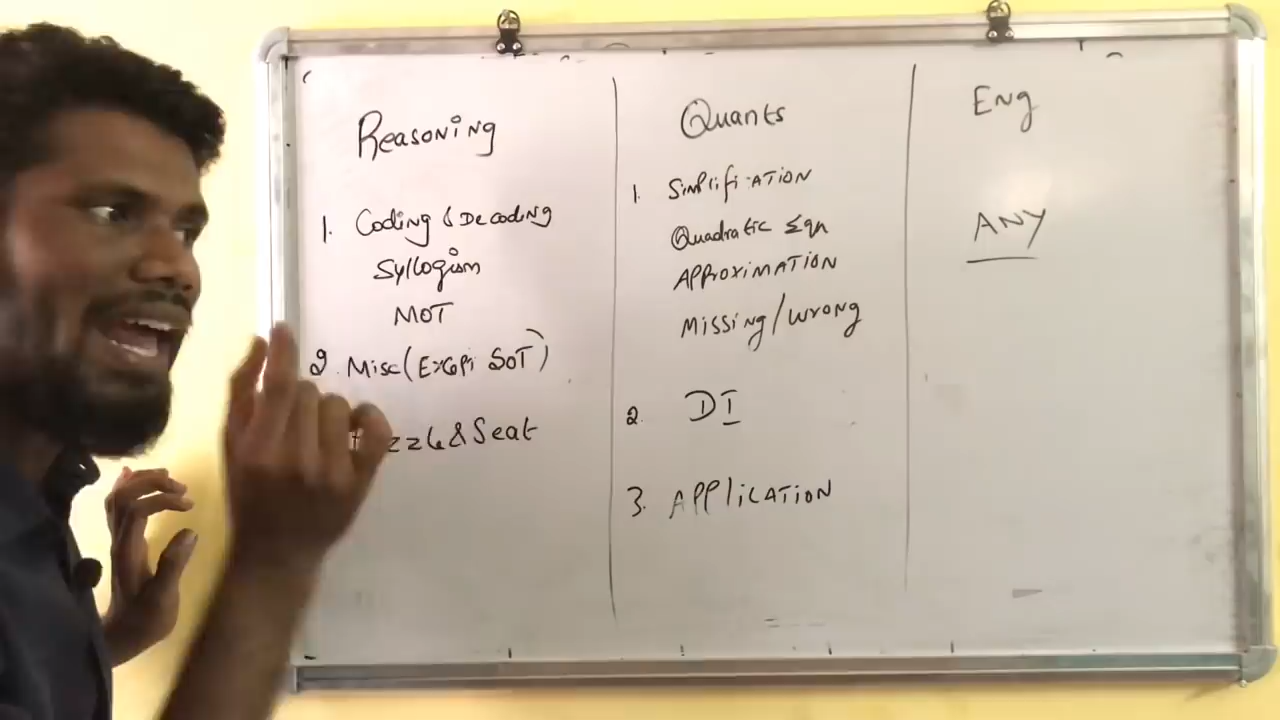 Reasoning
1. Coding & Decoding
Syllogism
MOT
2. Misc (Except SOT)
&Seat
Quants
1. Simplification
Quadratic Eqn
Approximation
Missing/Wrong
2. DI
3. Application
Eng
ANY